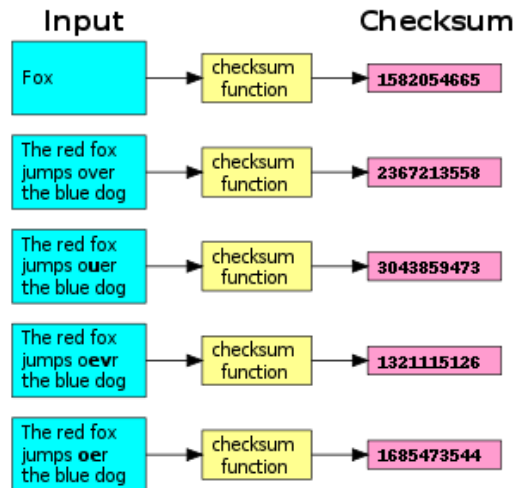 Input Checksum
Fox
checksum
function
1582054665
The red fox
jumps over
the blue dog
checksum
function
2367213558
The red fox
jumps ouer
the blue dog
checksum
function
3043859473
The red fox
jumps oevr
the blue dog
checksum
function
1321115126
The red fox
jumps oer
the blue dog
checksum
function
1685473544